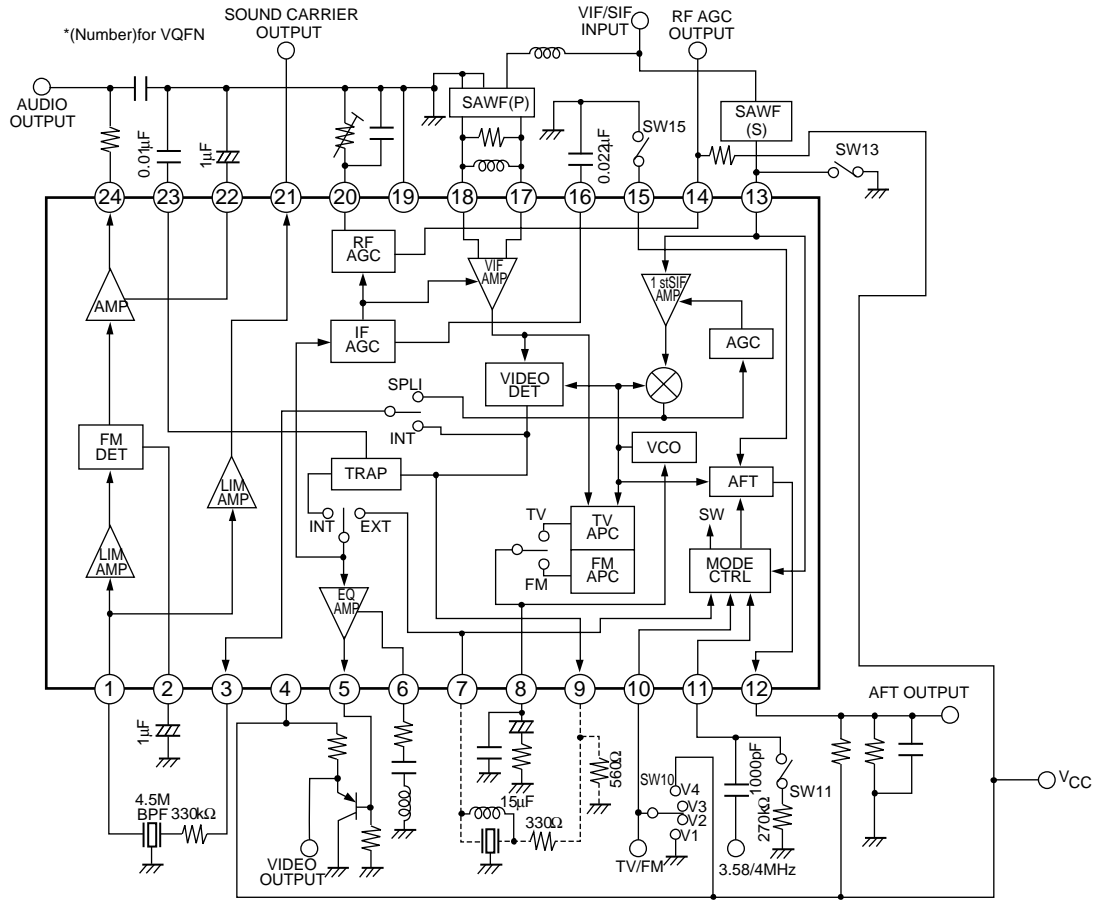 SOUND CARRIER
OUTPUT
VIF/SIF
INPUT
RF AGC
OUTPUT
*(Number)for VQFN
AUDIO
OUTPUT
SAWF(P)
SAWF
(S)
SW15
SW13
0.01µF
1µF
0.022µF
24
23
22
21
20
19
18
17
16
15
14
13
RF
AGC
VIF
AMP
1 stSIF
AMP
AMP
IF
AGC
AGC
VIDEO
DET
SPLI
INT
FM
DET
TRAP
VCO
AFT
LIM
AMP
INT
EXT
TV
TV
APC
SW
LIM
AMP
FM
FM
APC
MODE
CTRL
EQ
AMP
1
2
3
4
5
6
7
8
9
10
11
12
AFT OUTPUT
1µF
560Ω
SW10
V4
V3
V2
V1
1000pF
SW11
270kΩ
VCC
4.5M
BPF
330kΩ
15µF
330Ω
VIDEO
OUTPUT
TV/FM
3.58/4MHz